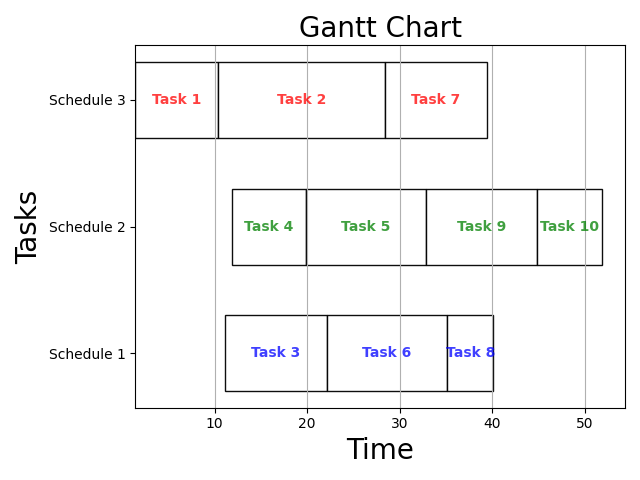 Gantt Chart
Schedule 3
Task 1
Task 2
Task 7
Schedule 2
Task 4
Task 5
Task 9
Task 10
Schedule 1
Task 3
Task 6
Task 8
Tasks
10
20
30
40
50
Time